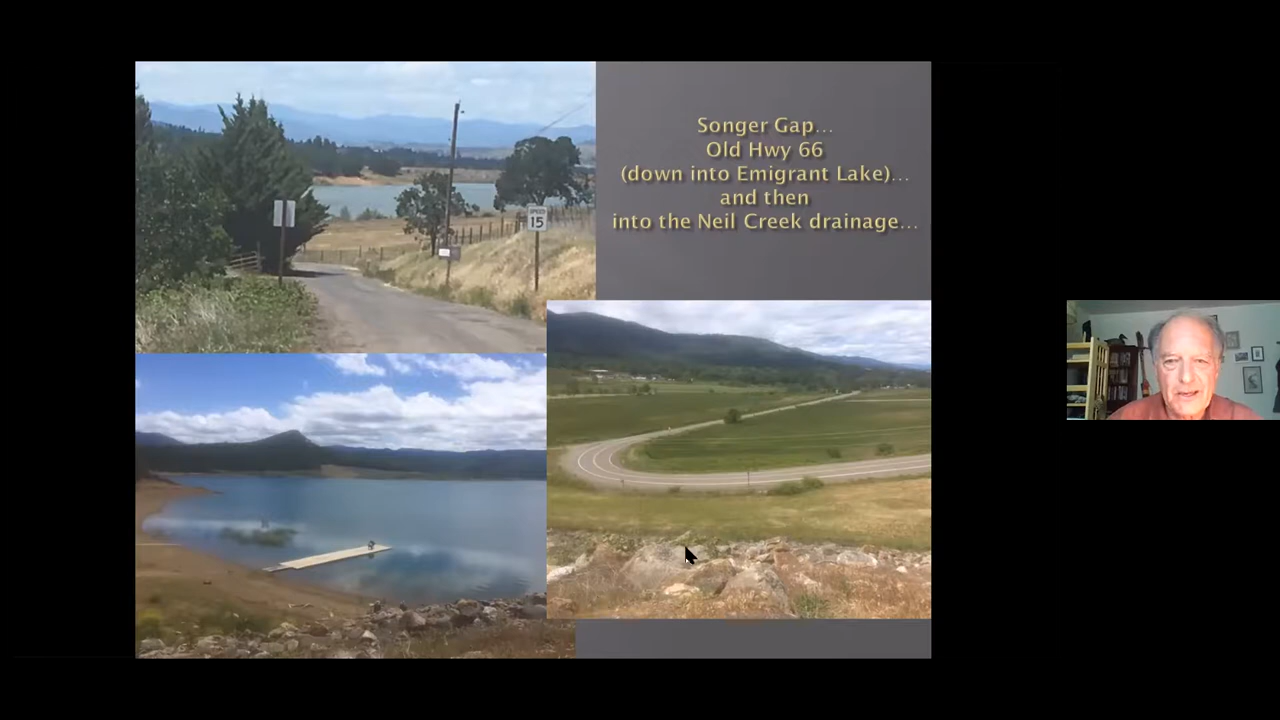 Songer Gap...
Old Hwy 66
(down into Emigrant Lake)...
and then
into the Neil Creek drainage...
SPEED
15